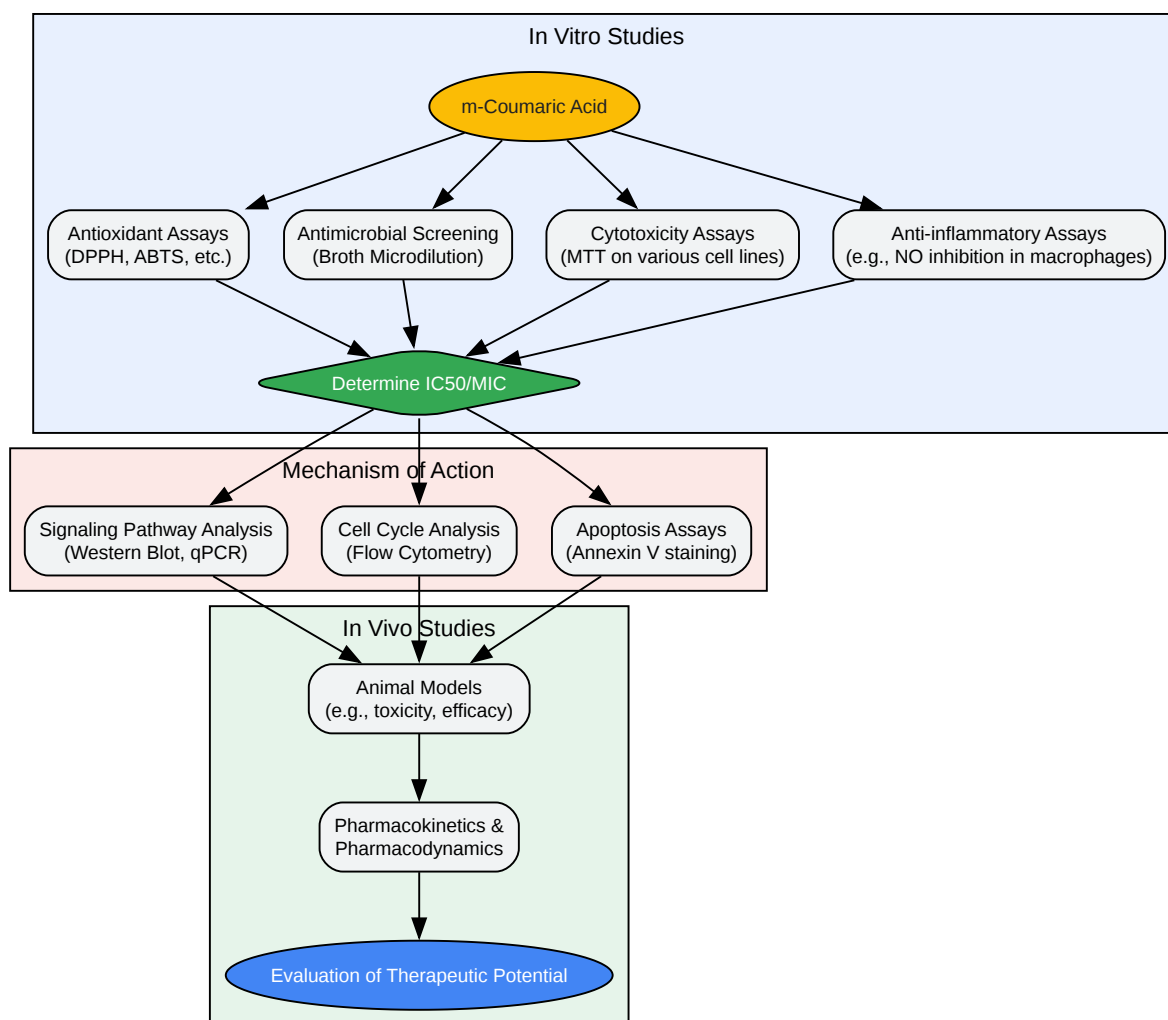 In Vitro Studies
m-Coumaric Acid
Antioxidant Assays
(DPPH, ABTS, etc.)
Antimicrobial Screening
(Broth Microdilution)
Cytotoxicity Assays
(MTT on various cell lines)
Anti-inflammatory Assays
(e.g., NO inhibition in macrophages)
Determine IC50/MIC
Mechanism of Action
Signaling Pathway Analysis
(Western Blot, qPCR)
Cell Cycle Analysis
(Flow Cytometry)
Apoptosis Assays
(Annexin V staining)
In Vivo Studies
Animal Models
(e.g., toxicity, efficacy)
Pharmacokinetics &
Pharmacodynamics
Evaluation of Therapeutic Potential